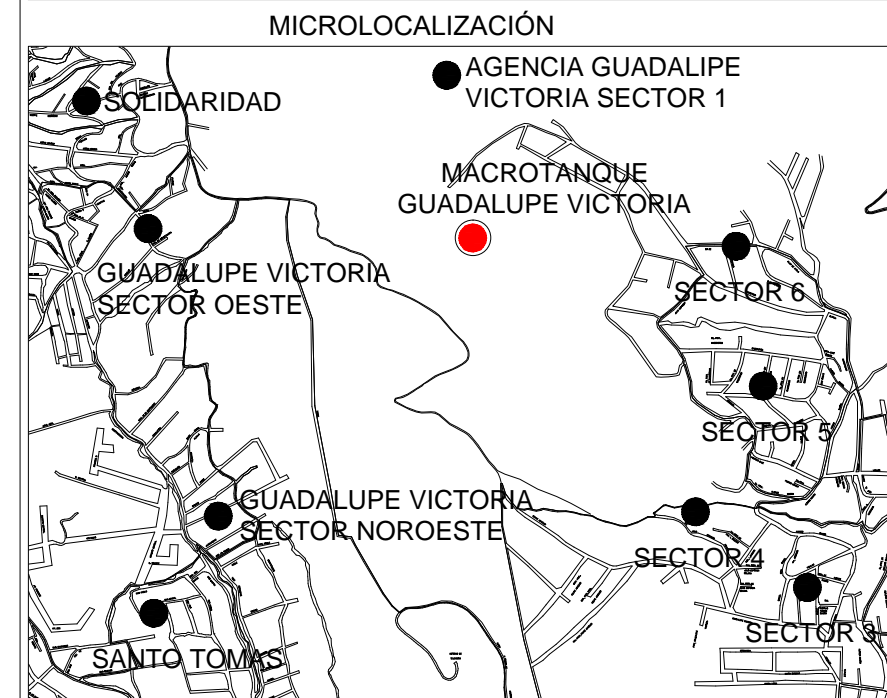 MICROLOCALIZACIÓN
AGENCIA GUADALIPE
VICTORIA SECTOR 1
SOLIDARIDAD
MACROTANQUE
GUADALUPE VICTORIA
GUADALUPE VICTORIA
SECTOR OESTE
SECTOR 6
SECTOR 5
GUADALUPE VICTORIA
SECTOR NOROESTE
SECTOR 4
SECTOR 3
SANTO TOMAS